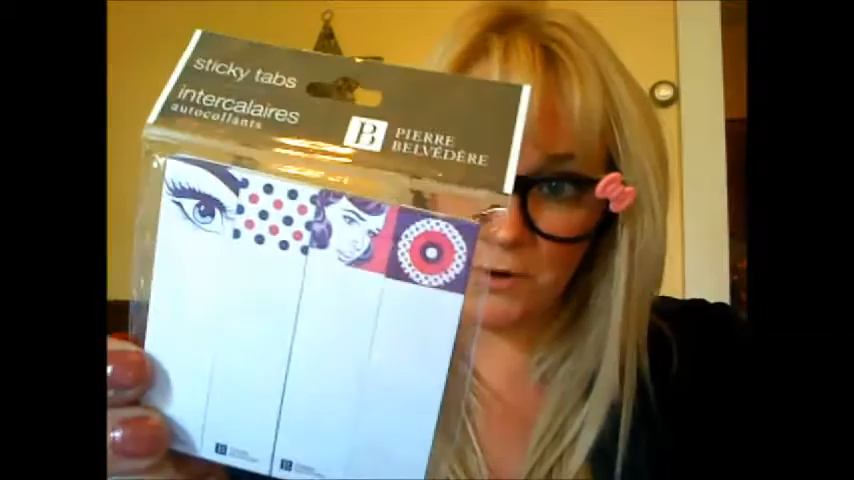 sticky tabs
intercalaires
autocollants
B
PIERRE
BELVÉDÈRE
B
B